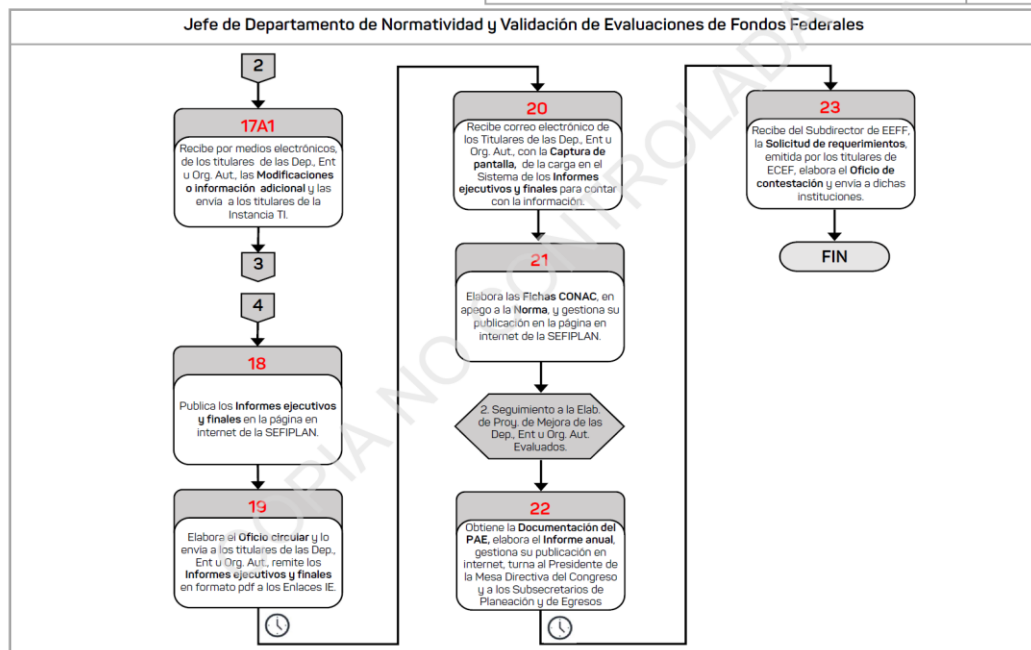 Jefe de Departamento de Normatividad y Validación de Evaluaciones de Fondos Federales
2
17A1
Recibe por medios electrónicos,
de los titulares de las Dep., Ent
u Org. Aut., las Modificaciones
o información adicional y las
envía a los titulares de la
Instancia TI.
3
4
18
Publica los Informes ejecutivos
y finales en la página en
internet de la SEFIPLAN.
19
Elabora el Oficio circular y lo
envía a los titulares de las Dep.,
Ent u Org. Aut., remite los
Informes ejecutivos y finales
en formato pdf a los Enlaces IE.
20
Recibe correo electrónico de
los Titulares de las Dep., Ent u
Org. Aut., con la Captura de
pantalla, de la carga en el
Sistema de los Informes
ejecutivos y finales para contar
con la información.
21
Elabora las Fichas CONAC, en
apego a la Norma, y gestiona su
publicación en la página en
internet de la SEFIPLAN.
2. Seguimiento a la Elab.
de Proy. de Mejora de las
Dep., Ent u Org. Aut.
Evaluados.
22
Obtiene la Documentación del
PAE, elabora el Informe anual,
gestiona su publicación en
internet, turna al Presidente de
la Mesa Directiva del Congreso
y a los Subsecretarios de
Planeación y de Egresos
23
Recibe del Subdirector de EEFF,
la Solicitud de requerimientos,
emitida por los titulares de
ECEF, elabora el Oficio de
contestación y envía a dichas
instituciones.
FIN
COPIA NO CONTROLADA